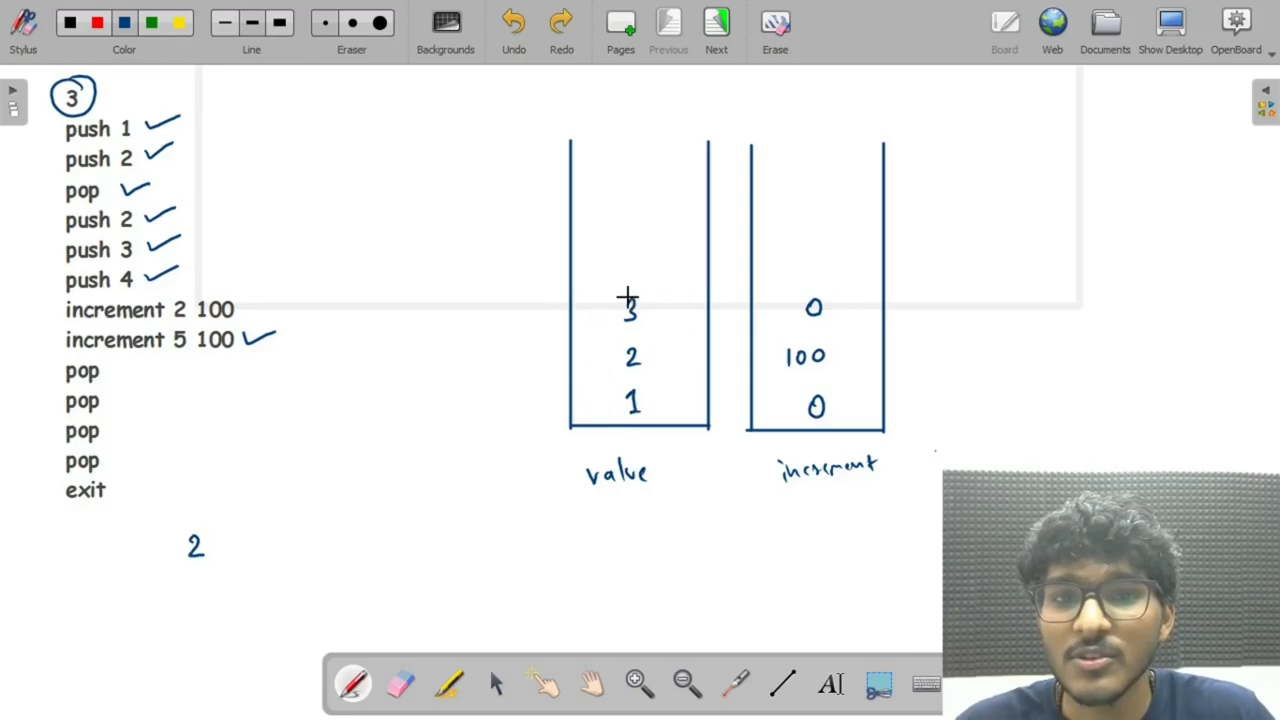 Stylus Color Line Eraser Backgrounds Undo Redo Pages Previous Next Erase Board Web Documents Show Desktop OpenBoard
3
push 1
push 2
pop
push 2
push 3
push 4
increment 2 100
increment 5 100
pop
pop
pop
pop
exit
2
3 0
2 100
1 0
value increment
AI